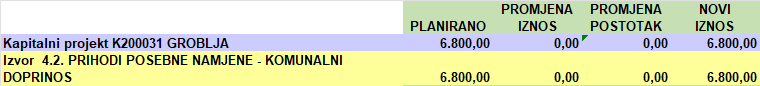 PLANIRANO PROMJENA IZNOS PROMJENA POSTOTAK NOVI IZNOS
Kapitalni projekt K200031 GROBLJA 6.800,00 0,00 0,00 6.800,00
Izvor 4.2. PRIHODI POSEBNE NAMJENE - KOMUNALNI
DOPRINOS 6.800,00 0,00 0,00 6.800,00